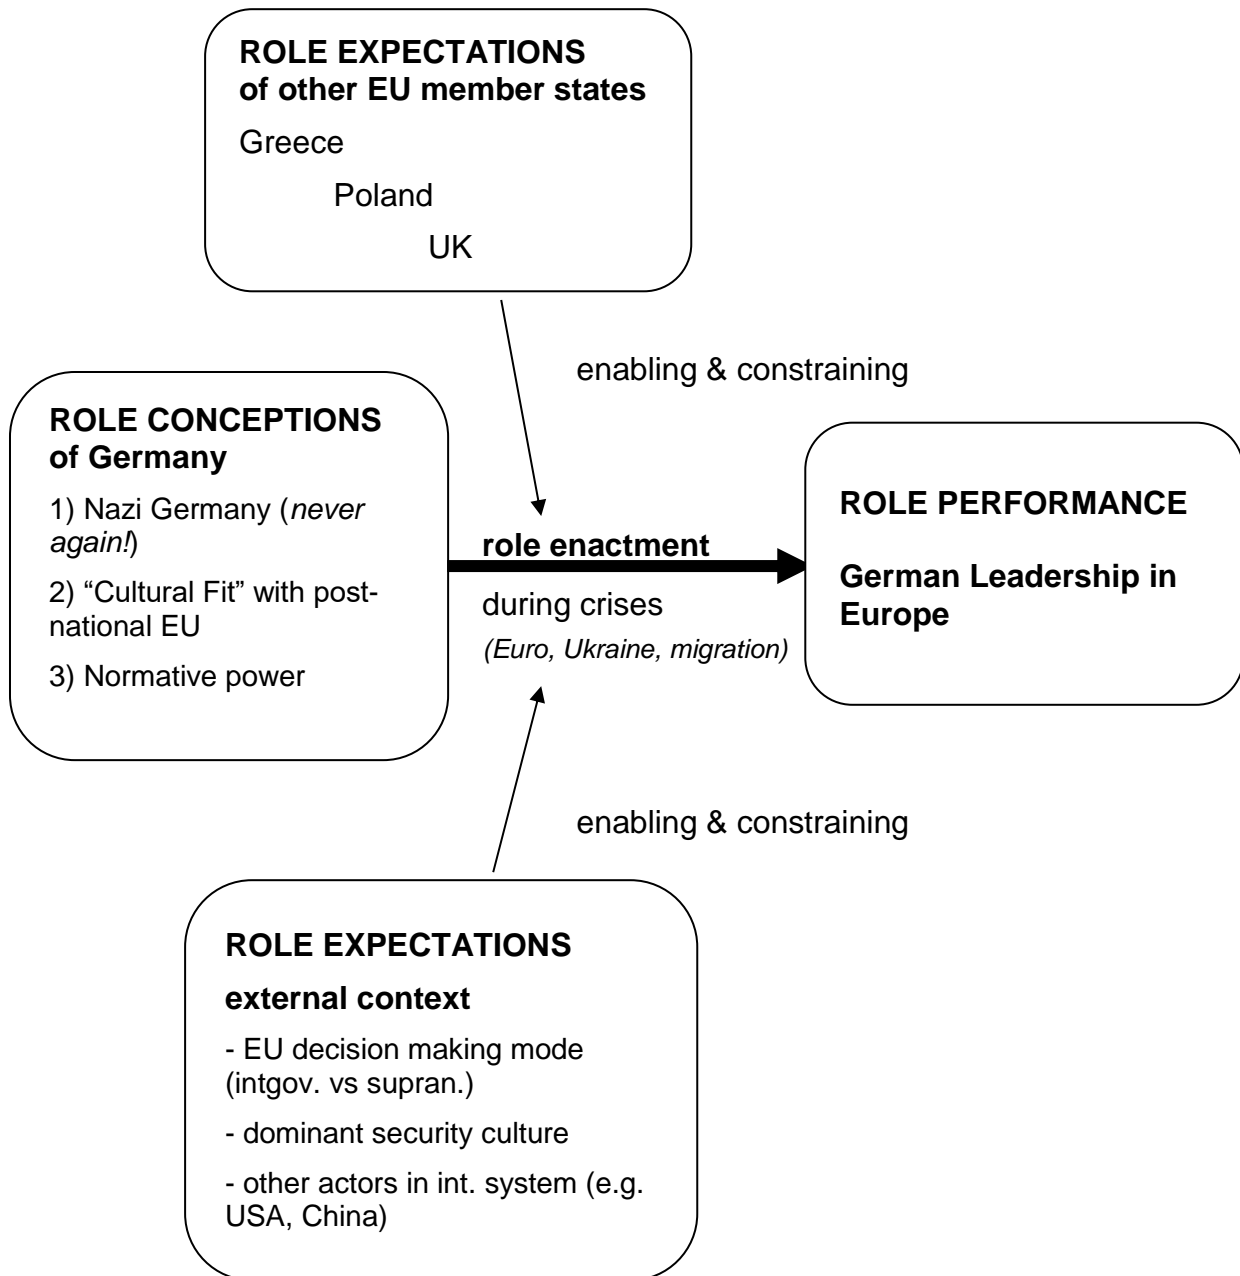 ROLE EXPECTATIONS
of other EU member states
Greece
Poland
UK
enabling & constraining
ROLE CONCEPTIONS
of Germany
1) Nazi Germany (never
again!)
2) “Cultural Fit” with post-
national EU
3) Normative power
role enactment
during crises
(Euro, Ukraine, migration)
ROLE PERFORMANCE
German Leadership in
Europe
enabling & constraining
ROLE EXPECTATIONS
external context
- EU decision making mode
(intgov. vs supran.)
- dominant security culture
- other actors in int. system (e.g.
USA, China)